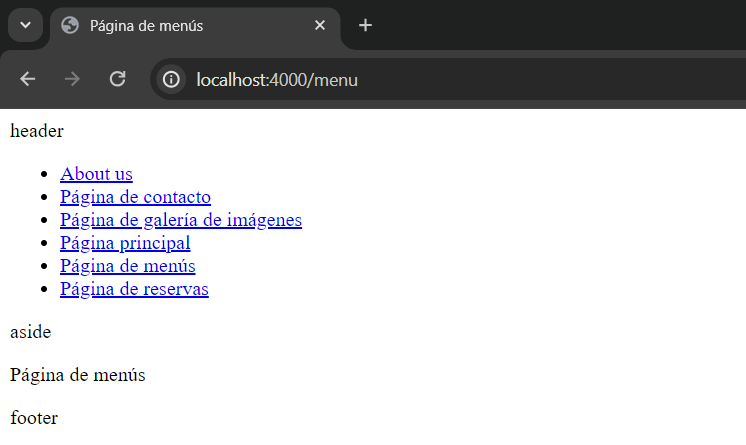 Página de menús
localhost:4000/menu
header
About us
Página de contacto
Página de galería de imágenes
Página principal
Página de menús
Página de reservas
aside
Página de menús
footer